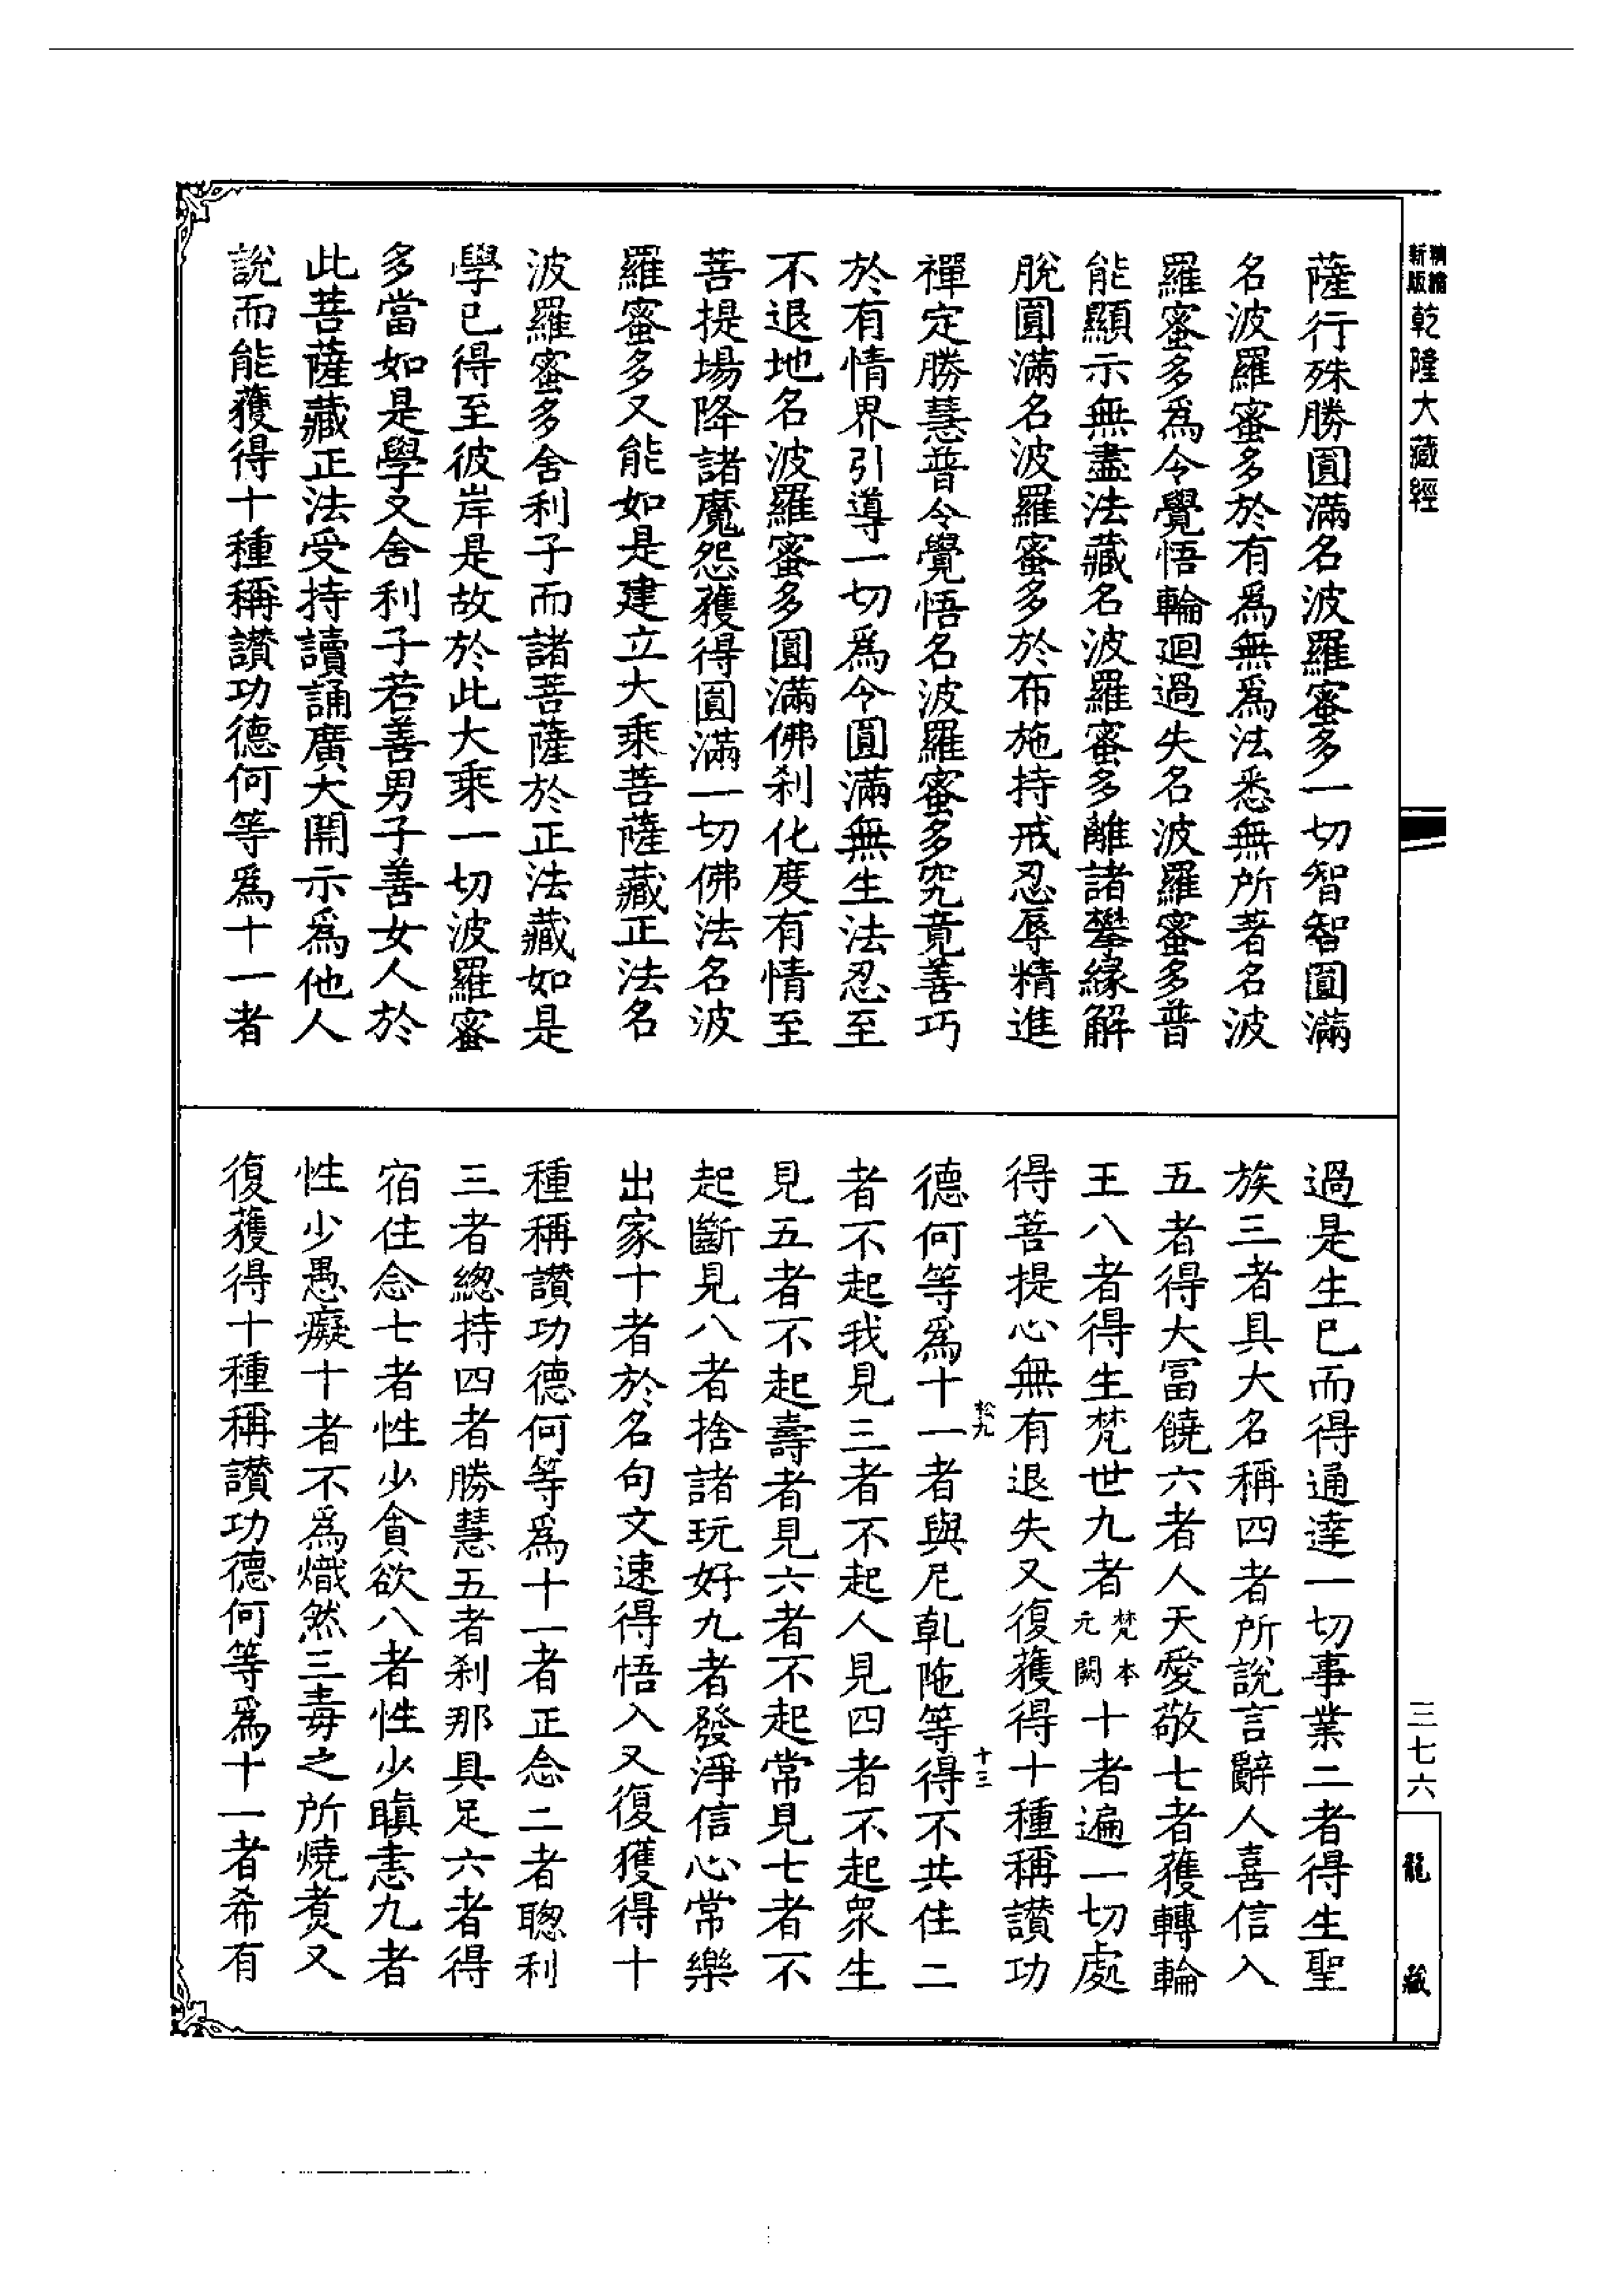 精繕新版乾隆大藏經
薩行殊勝圓滿名波羅蜜多一切智智圓滿
名波羅蜜多於有為無爲法悉無所著名波
羅蜜多爲令覺悟輪迴過失名波羅蜜多普
能顯示無盡法藏名波羅蜜多離諸攀緣解
脫圓滿名波羅蜜多於布施持戒忍辱精進
禪定勝慧普令覺悟名波羅蜜多究竟善巧
於有情界引導一切爲令圓滿無生法忍至
不退地名波羅蜜多圓滿佛刹化度有情至
菩提場降諸魔怨獲得圓滿一切佛法名波
羅蜜多又能如是建立大乘菩薩藏正法名
波羅蜜多舍利子而諸菩薩於正法藏如是
學已得至彼岸是故於此大乘一切波羅蜜
多當如是學又舍利子若善男子善女人於
此菩薩藏正法受持讀誦廣大開示爲他人
說而能獲得十種稱讃功德何等爲十一者
過是生已而得通達一切事業二者得生聖
族三者具大名稱四者所說言辭人喜信入
五者得大冨饒六者人天愛敬七者獲轉輪
王八者得生梵世九者梵本元闕十者遍一切處
得菩提心無有退失又復獲得十種稱讃功
德何等爲十一者與尼乹陁等得不共住二
者不起我見三者不起人見四者不起衆生
見五者不起壽者見六者不起常見七者不
起斷見八者捨諸玩好九者發淨信心常樂
出家十者於名句文速得悟入又復獲得十
種稱讃功德何等爲十一者正念二者聦利
三者總持四者勝慧五者刹那具足六者得
宿住念七者性少貪欲八者性少瞋恚九者
性少愚癡十者不爲熾然三毒之所燒煑又
復獲得十種稱讃功德何等爲十一者希有
松九
十三
三七六
龍藏